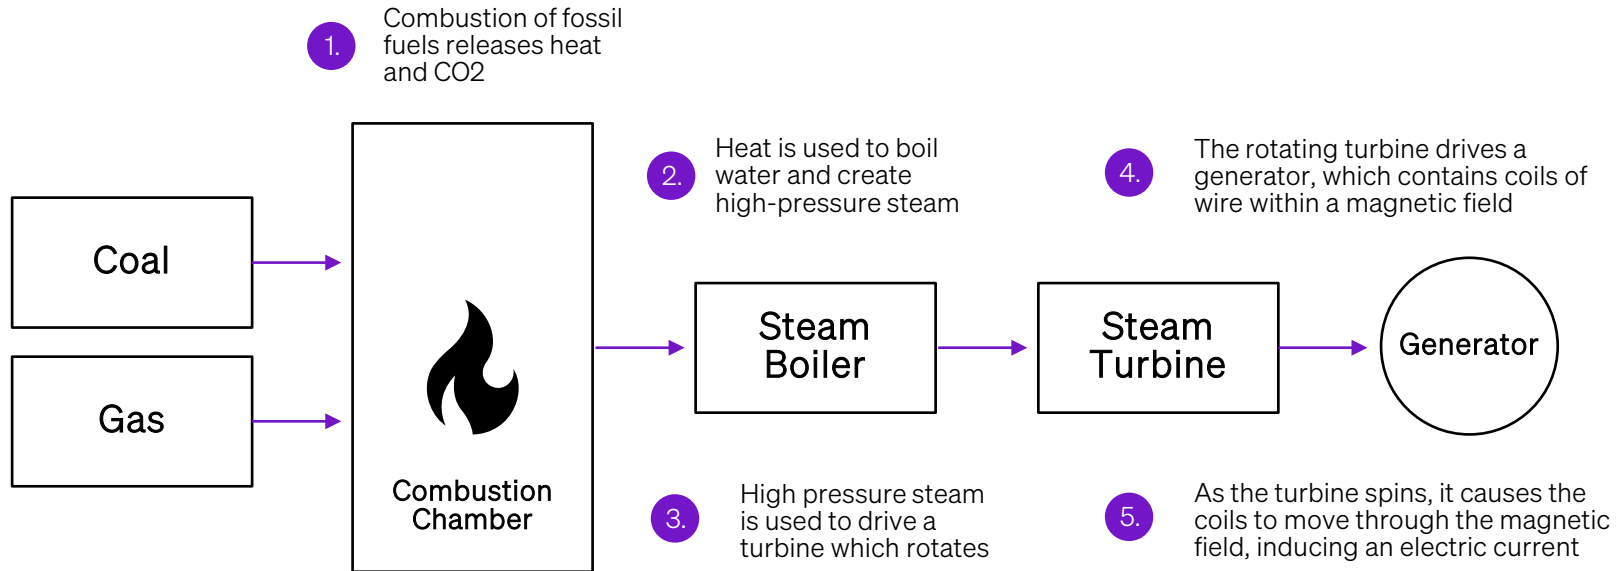 1.
Combustion of fossil
fuels releases heat
and CO2
2.
Heat is used to boil
water and create
high-pressure steam
4.
The rotating turbine drives a
generator, which contains coils of
wire within a magnetic field
Coal
Gas
Combustion
Chamber
Steam
Boiler
Steam
Turbine
Generator
3.
High pressure steam
is used to drive a
turbine which rotates
5.
As the turbine spins, it causes the
coils to move through the magnetic
field, inducing an electric current